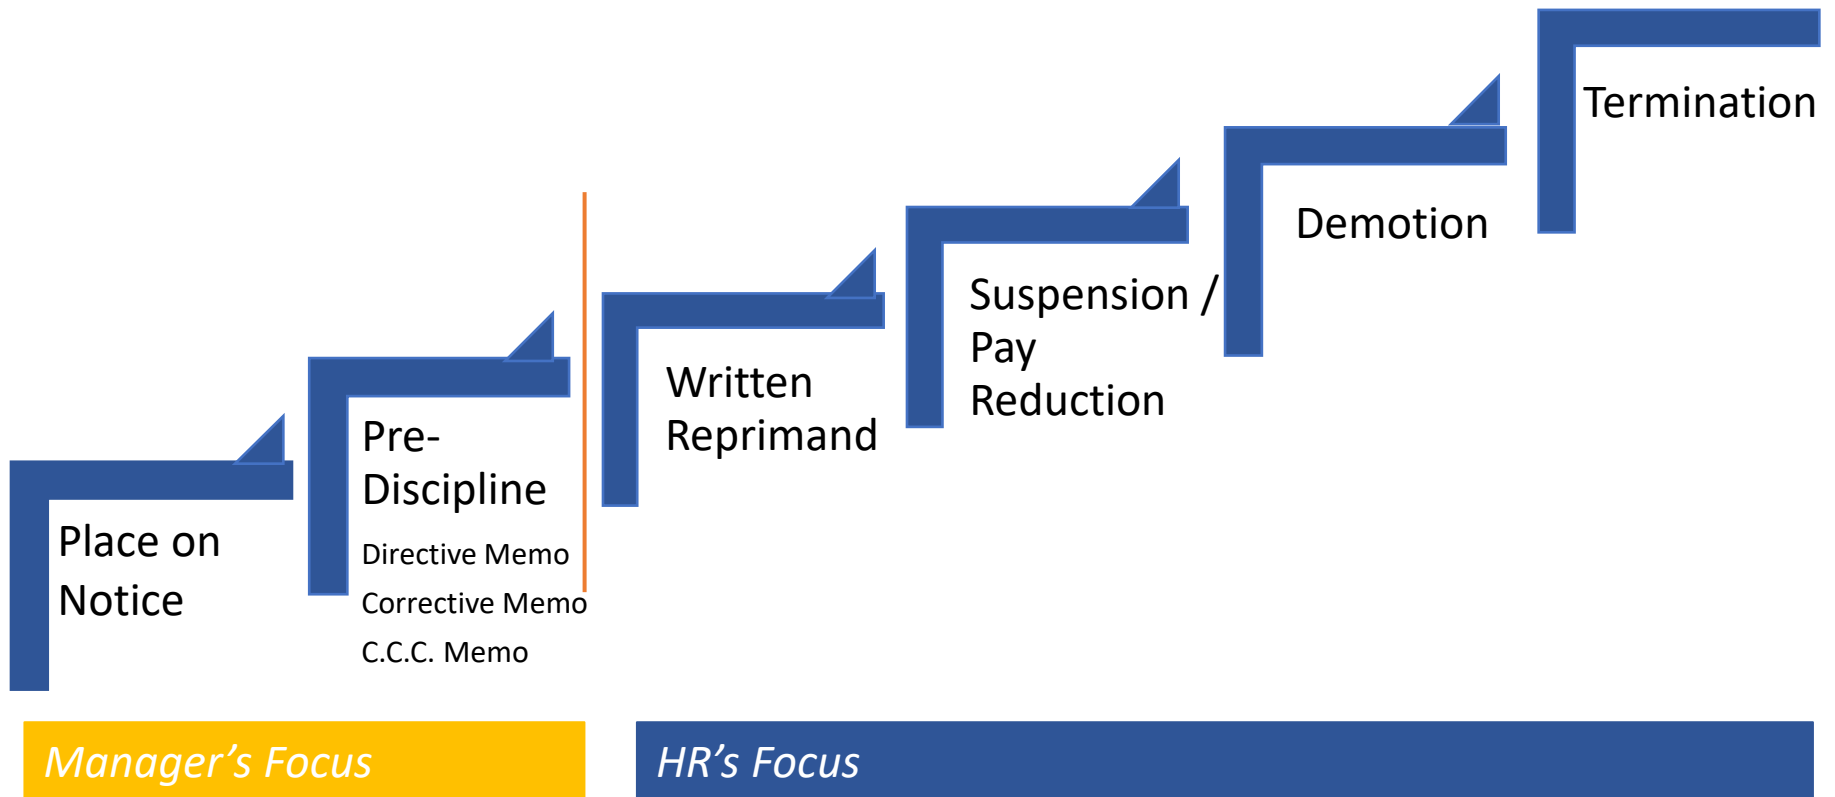 Place on
Notice
Pre-
Discipline
Directive Memo
Corrective Memo
C.C.C. Memo
Written
Reprimand
Suspension /
Pay
Reduction
Demotion
Termination
Manager’s Focus
HR’s Focus